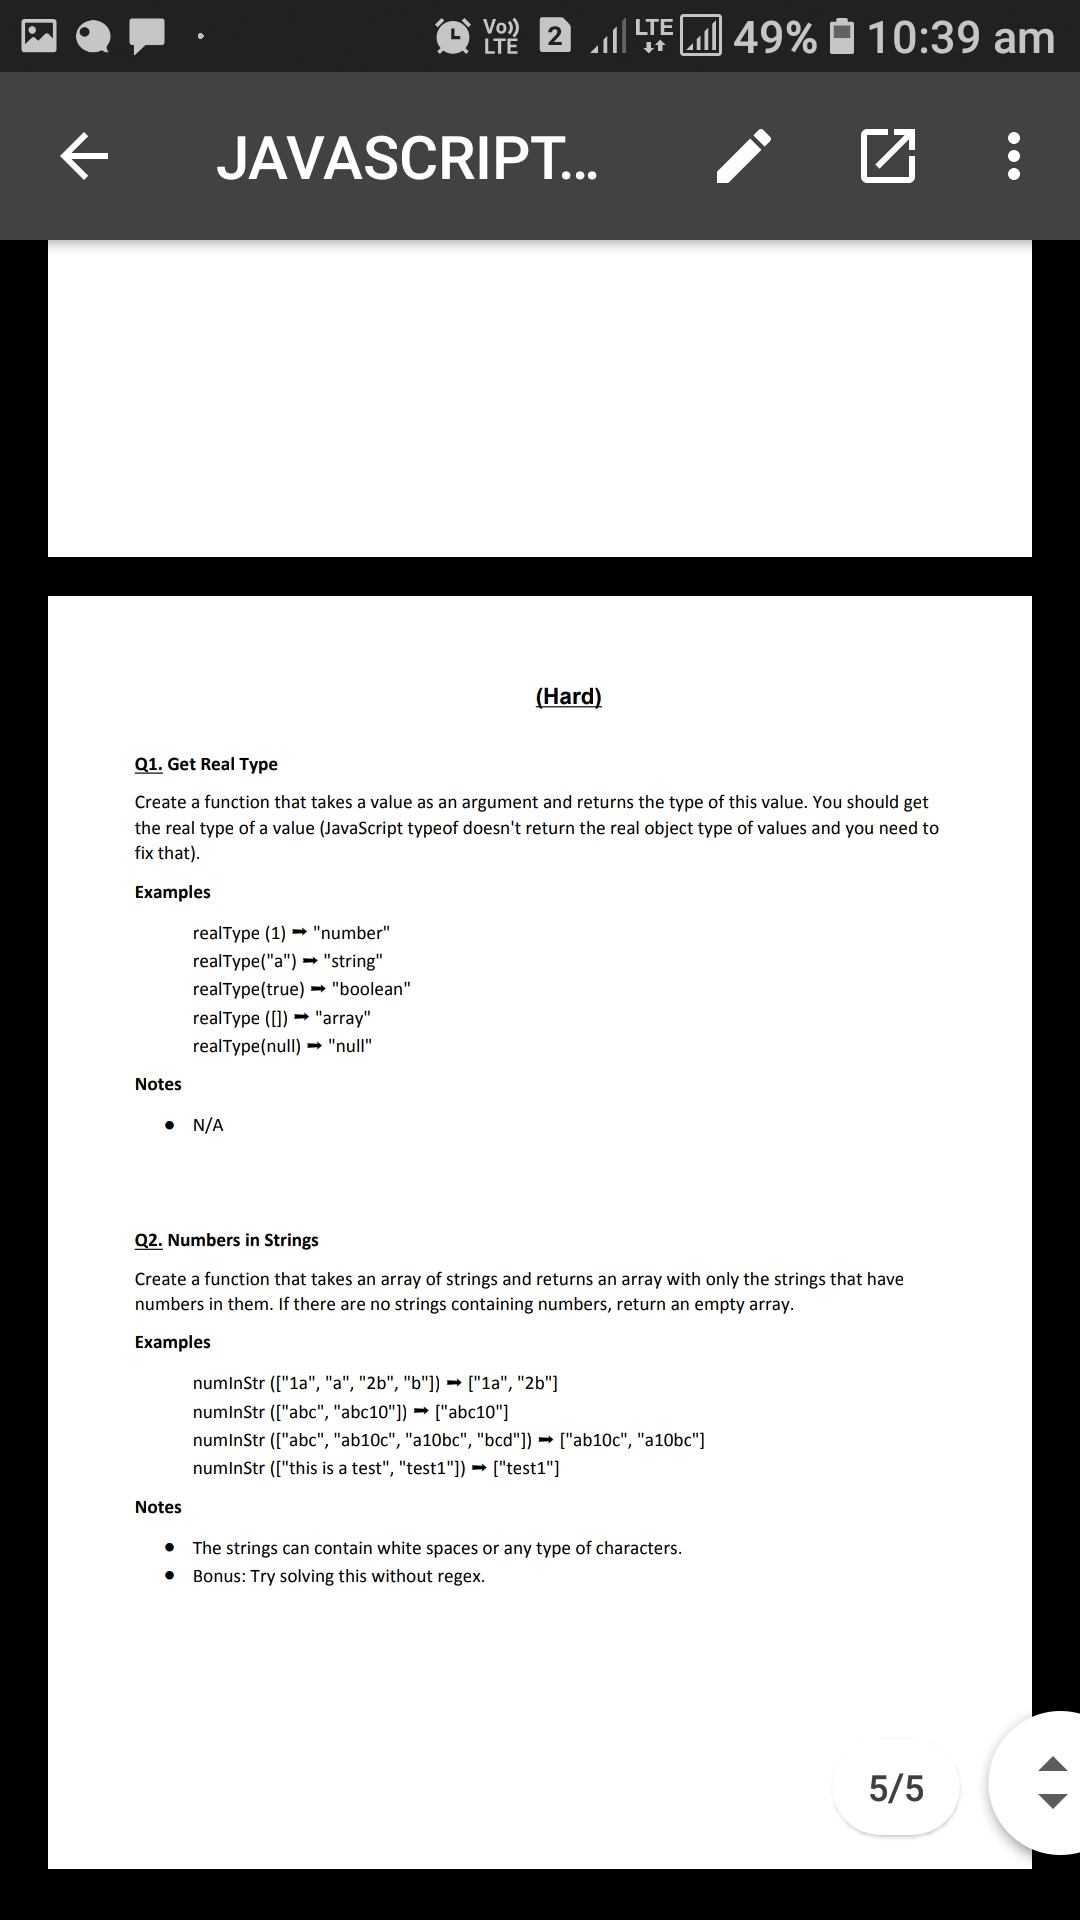 Vo)) LTE 2 LTE 49% 10:39 am
JAVASCRIPT...
(Hard)
Q1. Get Real Type
Create a function that takes a value as an argument and returns the type of this value. You should get
the real type of a value (JavaScript typeof doesn't return the real object type of values and you need to
fix that).
Examples
realType (1) ➡ "number"
realType("a") ➡ "string"
realType(true) ➡ "boolean"
realType ([]) ➡ "array"
realType(null) ➡ "null"
Notes
● N/A
Q2. Numbers in Strings
Create a function that takes an array of strings and returns an array with only the strings that have
numbers in them. If there are no strings containing numbers, return an empty array.
Examples
numInStr (["1a", "a", "2b", "b"]) ➡ ["1a", "2b"]
numInStr (["abc", "abc10"]) ➡ ["abc10"]
numInStr (["abc", "ab10c", "a10bc", "bcd"]) ➡ ["ab10c", "a10bc"]
numInStr (["this is a test", "test1"]) ➡ ["test1"]
Notes
● The strings can contain white spaces or any type of characters.
● Bonus: Try solving this without regex.
5/5